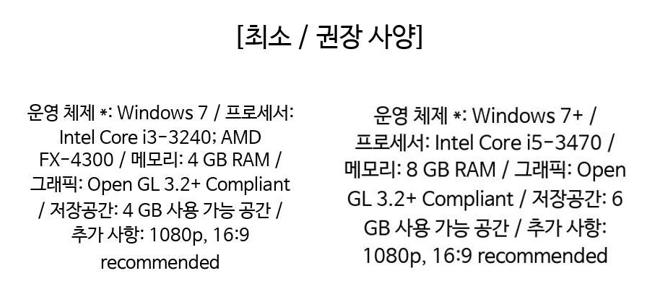 [최소 / 권장 사양]
운영 체제 *: Windows 7 / 프로세서:
Intel Core i3-3240; AMD
FX-4300 / 메모리: 4 GB RAM /
그래픽: Open GL 3.2+ Compliant
/ 저장공간: 4 GB 사용 가능 공간 /
추가 사항: 1080p, 16:9
recommended
운영 체제 *: Windows 7+ /
프로세서: Intel Core i5-3470 /
메모리: 8 GB RAM / 그래픽: Open
GL 3.2+ Compliant / 저장공간: 6
GB 사용 가능 공간 / 추가 사항:
1080p, 16:9 recommended